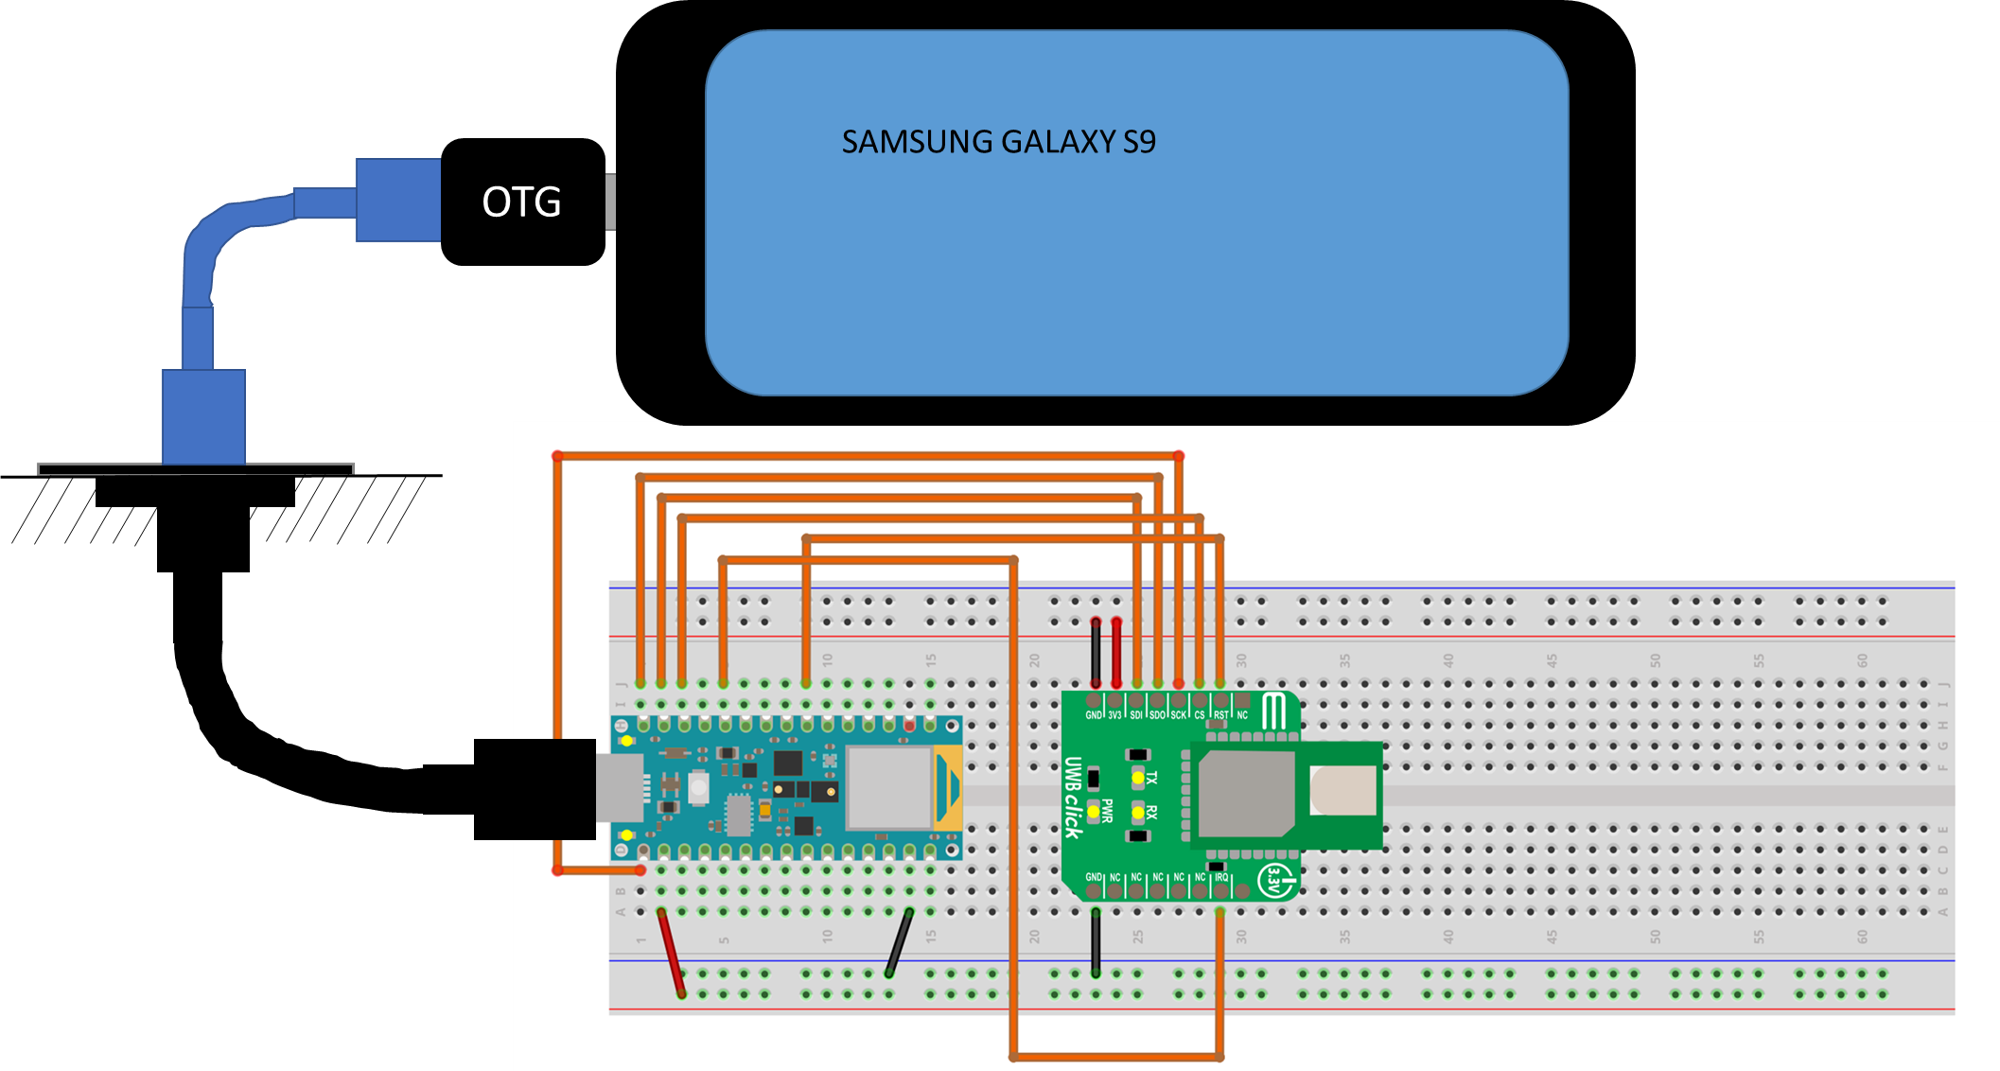 SAMSUNG GALAXY S9
OTG
10 15 20 25 30 35 40 45 50 55 60
J J
I I
H H
G
F
GND 3V3 SDI SDO SCK CS RST NC
UWB click
PWR
TX
RX
E
D D
C
B B
A A
GND NC NC NC NC NC IRQ
3.3V
1 5 10 15 20 25 30 35 40 45 50 55 60